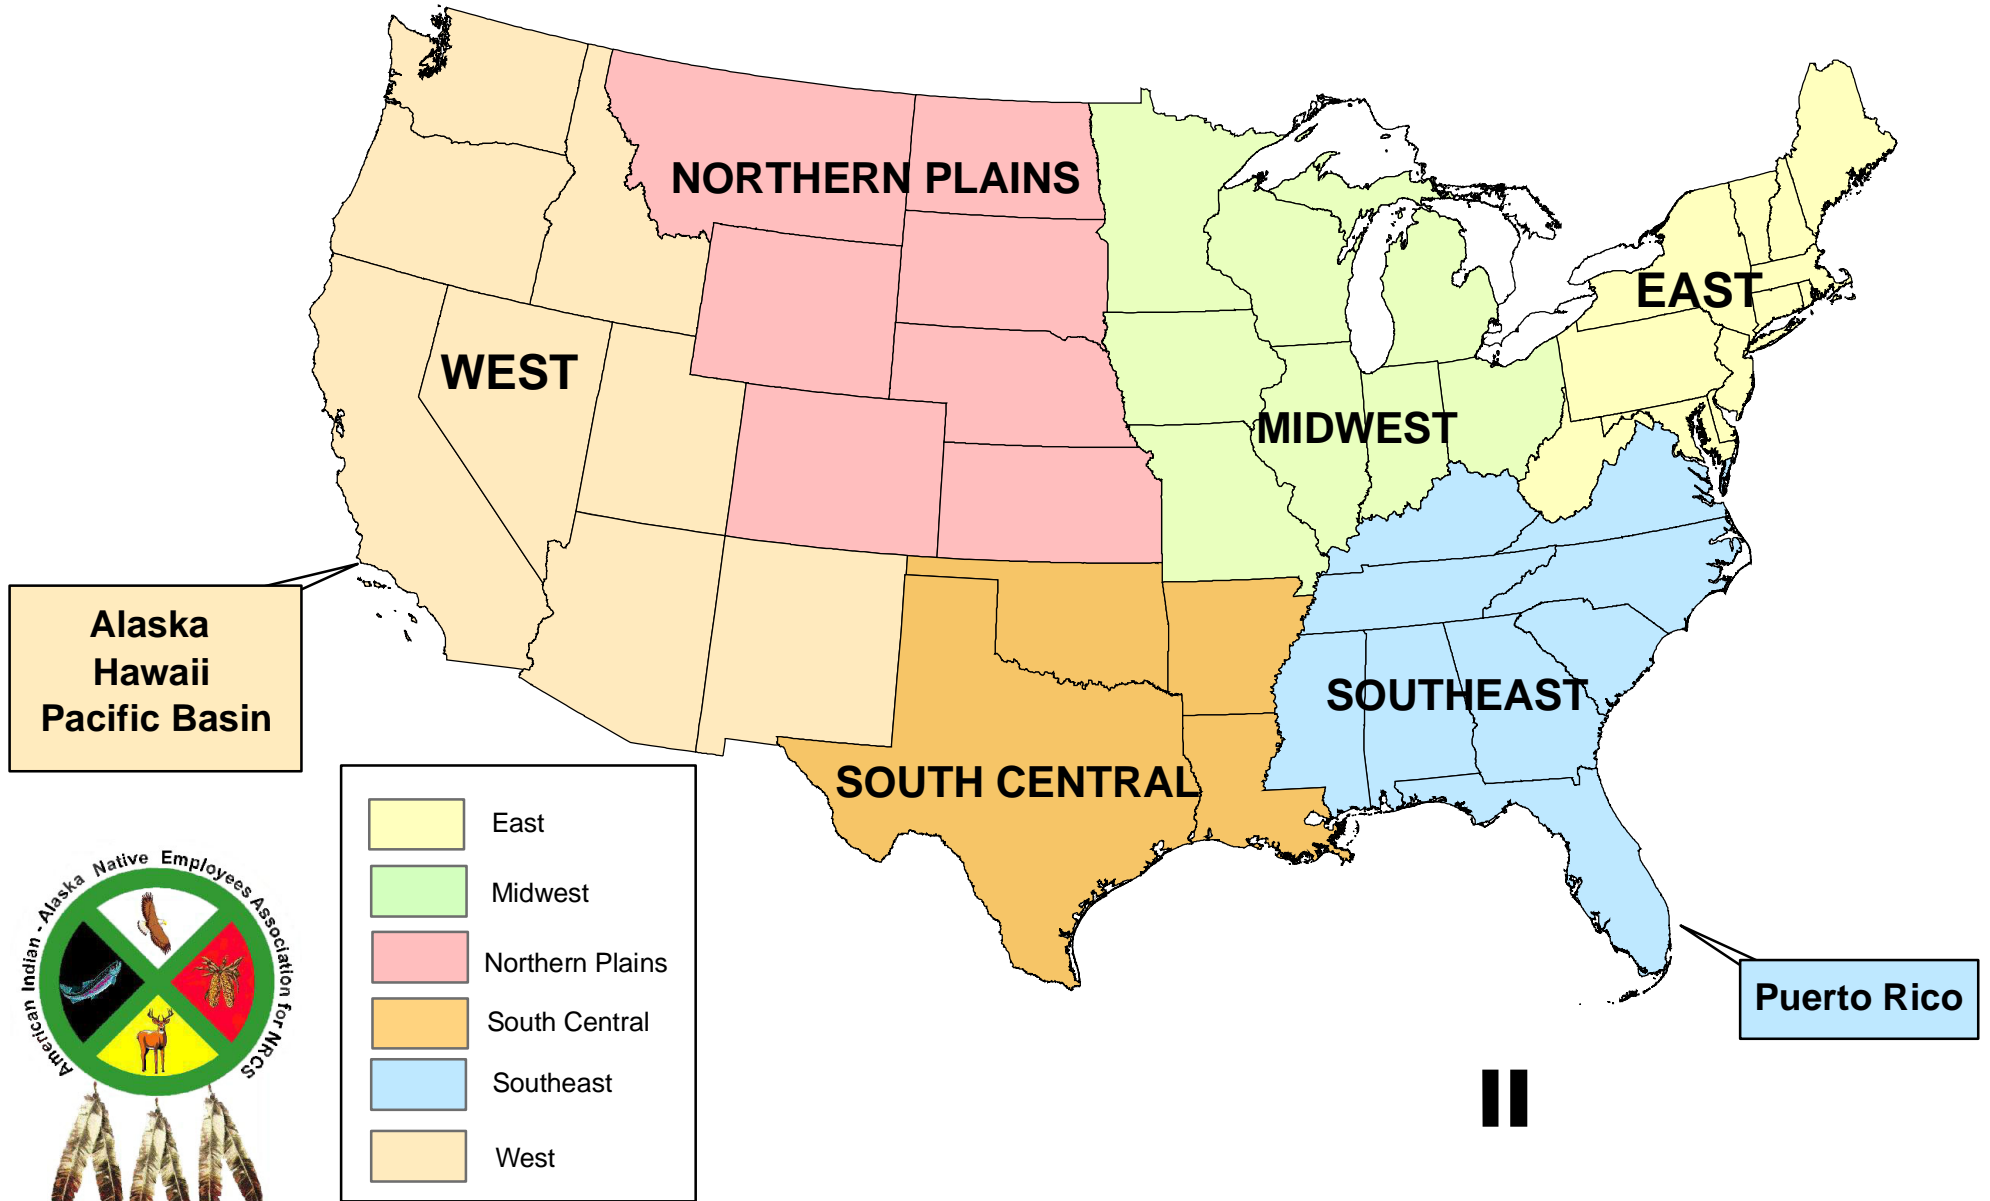 NORTHERN PLAINS
EAST
WEST
MIDWEST
Alaska
Hawaii
Pacific Basin
SOUTHEAST
SOUTH CENTRAL
East
Midwest
Northern Plains
South Central
Southeast
West
American Indian - Alaska Native Employees Association for NRCS
Puerto Rico
II